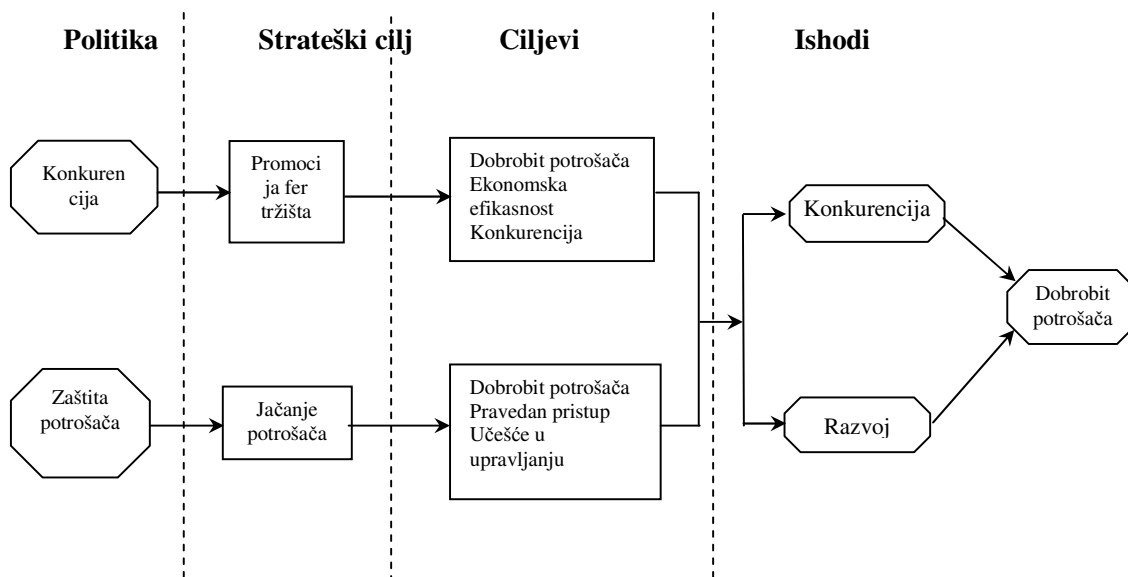 Politika
Strateški cilj
Ciljevi
Ishodi
Konkuren
cija
Promoci
ja fer
tržišta
Dobrobit potrošača
Ekonomska
efikasnost
Konkurencija
Konkurencija
Dobrobit
potrošača
Zaštita
potrošača
Jačanje
potrošača
Dobrobit potrošača
Pravedan pristup
Učešće u
upravljanju
Razvoj